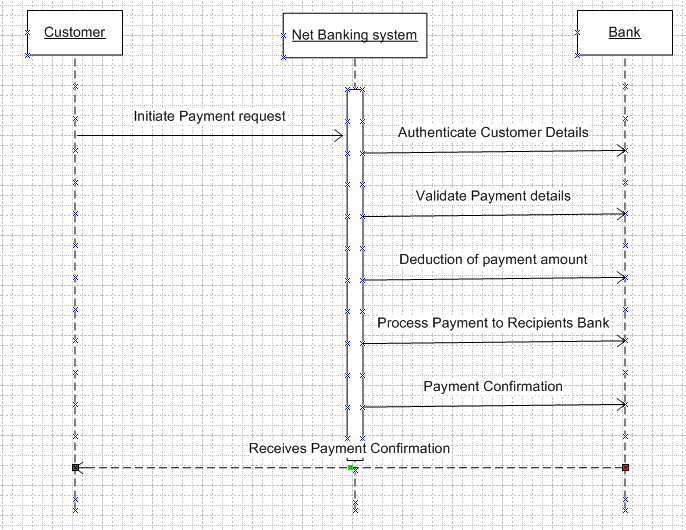 Customer
Net Banking system
Bank
Initiate Payment request
Authenticate Customer Details
Validate Payment details
Deduction of payment amount
Process Payment to Recipients Bank
Payment Confirmation
Receives Payment Confirmation